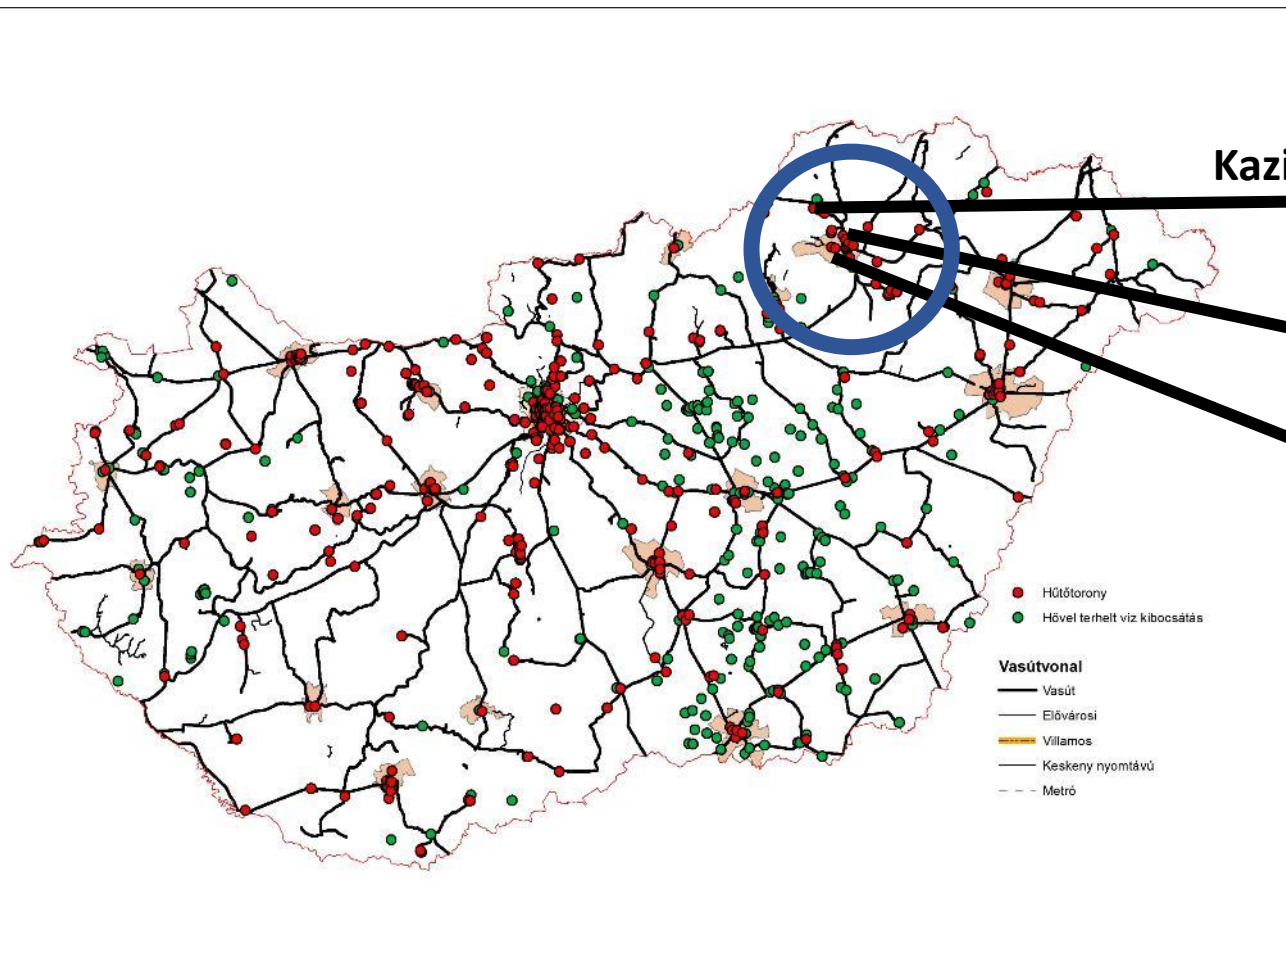 Kazi
Hűtőtorony
Hővel terhelt víz kibocsátás
Vasútvonal
Vasút
Elővárosi
Villamos
Keskeny nyomtávú
Metró